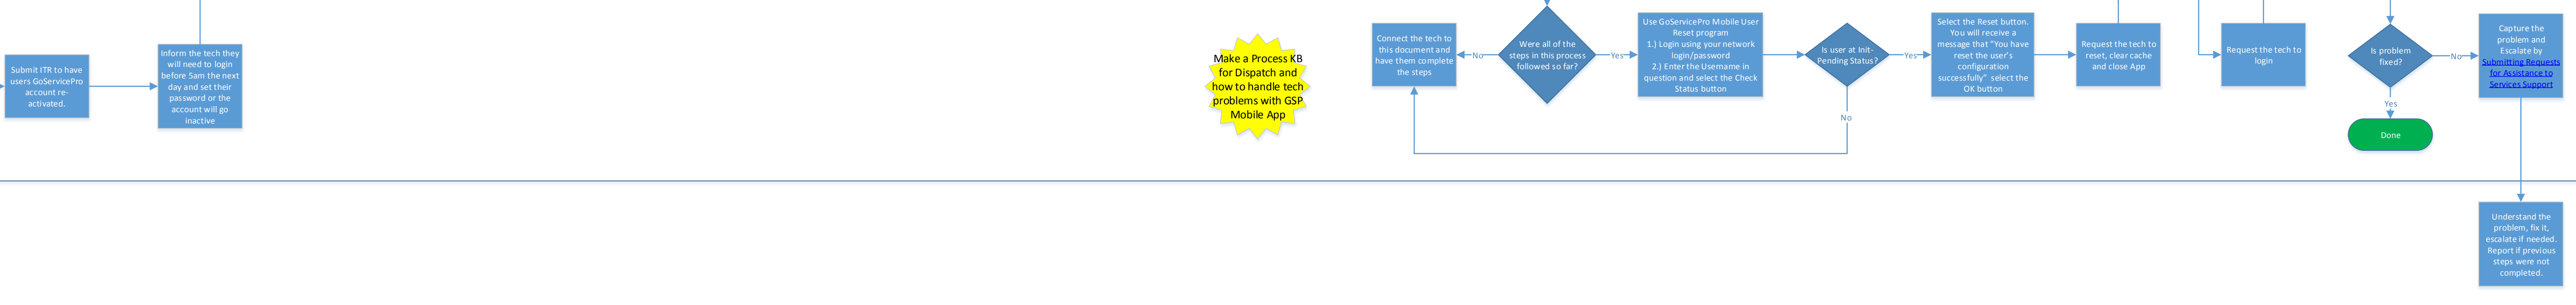 Submit ITR to have
users GoServicePro
account re-
activated.
Inform the tech they
will need to login
before 5am the next
day and set their
password or the
account will go
inactive
Make a Process KB
for Dispatch and
how to handle tech
problems with GSP
Mobile App
Connect the tech to
this document and
have them complete
the steps
No
Were all of the
steps in this process
followed so far?
Yes
Use GoServicePro Mobile User
Reset program
1.) Login using your network
login/password
2.) Enter the Username in
question and select the Check
Status button
Is user at Init-
Pending Status?
Yes
No
Select the Reset button.
You will receive a
message that "You have
reset the user's
configuration
successfully" select the
OK button
Request the tech to
reset, clear cache
and close App
Request the tech to
login
Is problem
fixed?
No
Yes
Done
Capture the
problem and
Escalate by
Submitting Requests
for Assistance to
Services Support
Understand the
problem, fix it,
escalate if needed.
Report if previous
steps were not
completed.